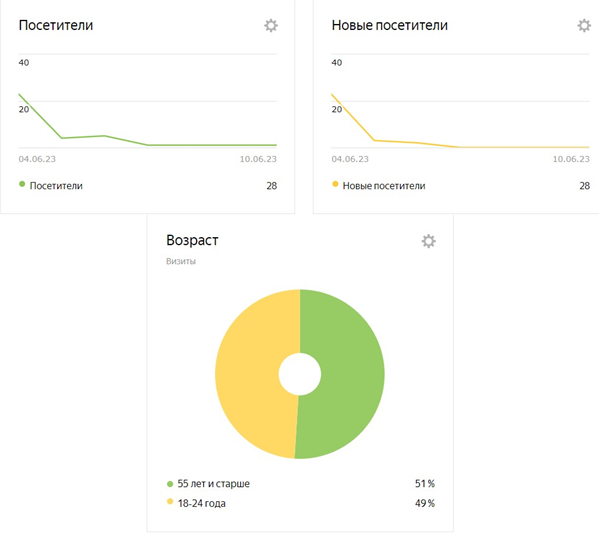 Посетители
40
20
04.06.23 10.06.23
Посетители 28
Новые посетители
40
20
04.06.23 10.06.23
Новые посетители 28
Возраст
Визиты
55 лет и старше 51 %
18-24 года 49 %